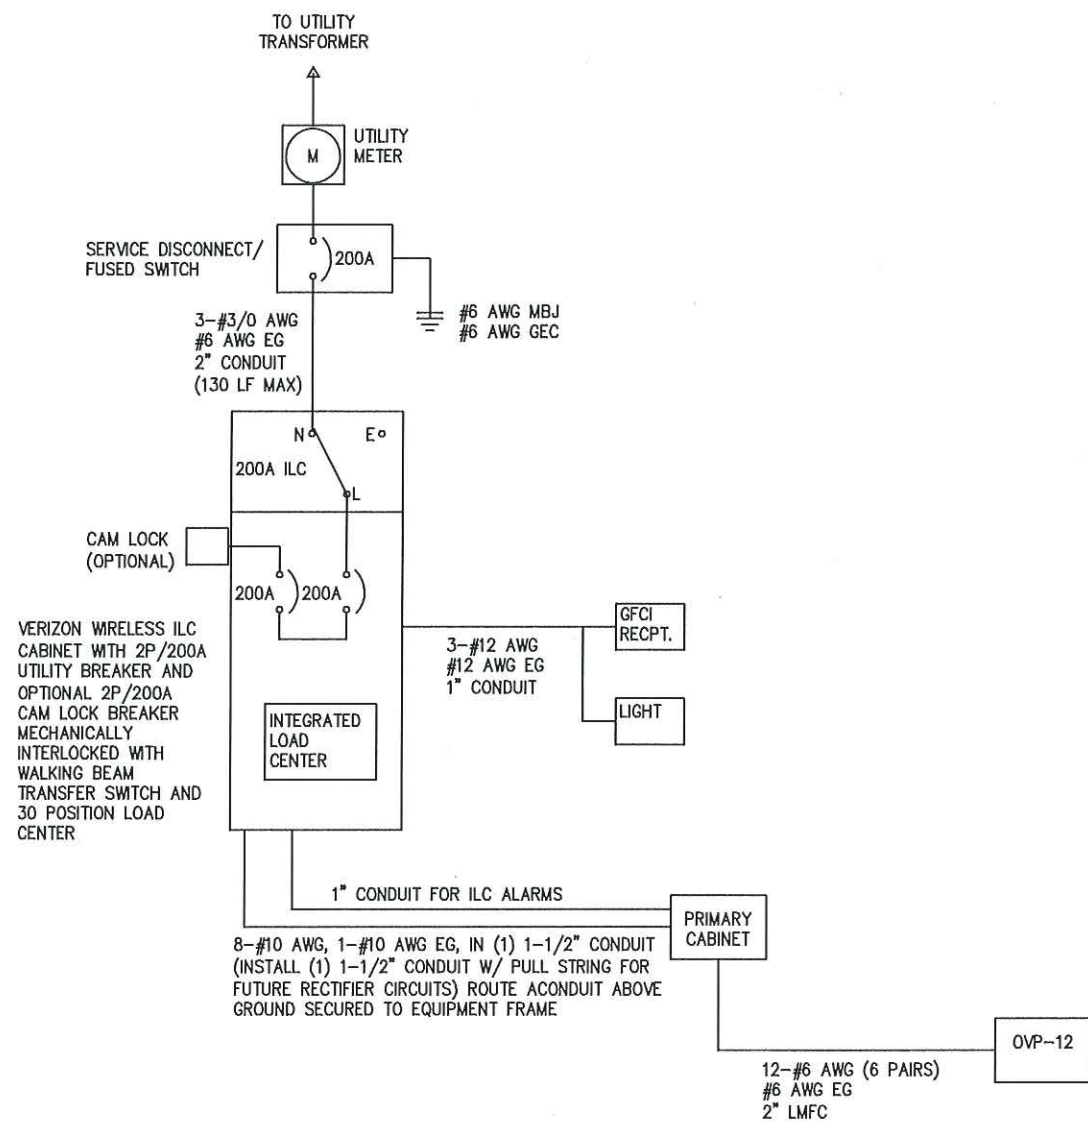 TO UTILITY
TRANSFORMER
M
UTILITY
METER
SERVICE DISCONNECT/
FUSED SWITCH
200A
#6 AWG MBJ
#6 AWG GEC
3-#3/0 AWG
#6 AWG EG
2" CONDUIT
(130 LF MAX)
N
E
200A ILC
L
CAM LOCK
(OPTIONAL)
200A
200A
VERIZON WIRELESS ILC
CABINET WITH 2P/200A
UTILITY BREAKER AND
OPTIONAL 2P/200A
CAM LOCK BREAKER
MECHANICALLY
INTERLOCKED WITH
WALKING BEAM
TRANSFER SWITCH AND
30 POSITION LOAD
CENTER
GFCI
RECPT.
3-#12 AWG
#12 AWG EG
1" CONDUIT
LIGHT
INTEGRATED
LOAD
CENTER
1" CONDUIT FOR ILC ALARMS
PRIMARY
CABINET
8-#10 AWG, 1-#10 AWG EG, IN (1) 1-1/2" CONDUIT
(INSTALL (1) 1-1/2" CONDUIT W/ PULL STRING FOR
FUTURE RECTIFIER CIRCUITS) ROUTE ACONDUIT ABOVE
GROUND SECURED TO EQUIPMENT FRAME
OVP-12
12-#6 AWG (6 PAIRS)
#6 AWG EG
2" LMFC